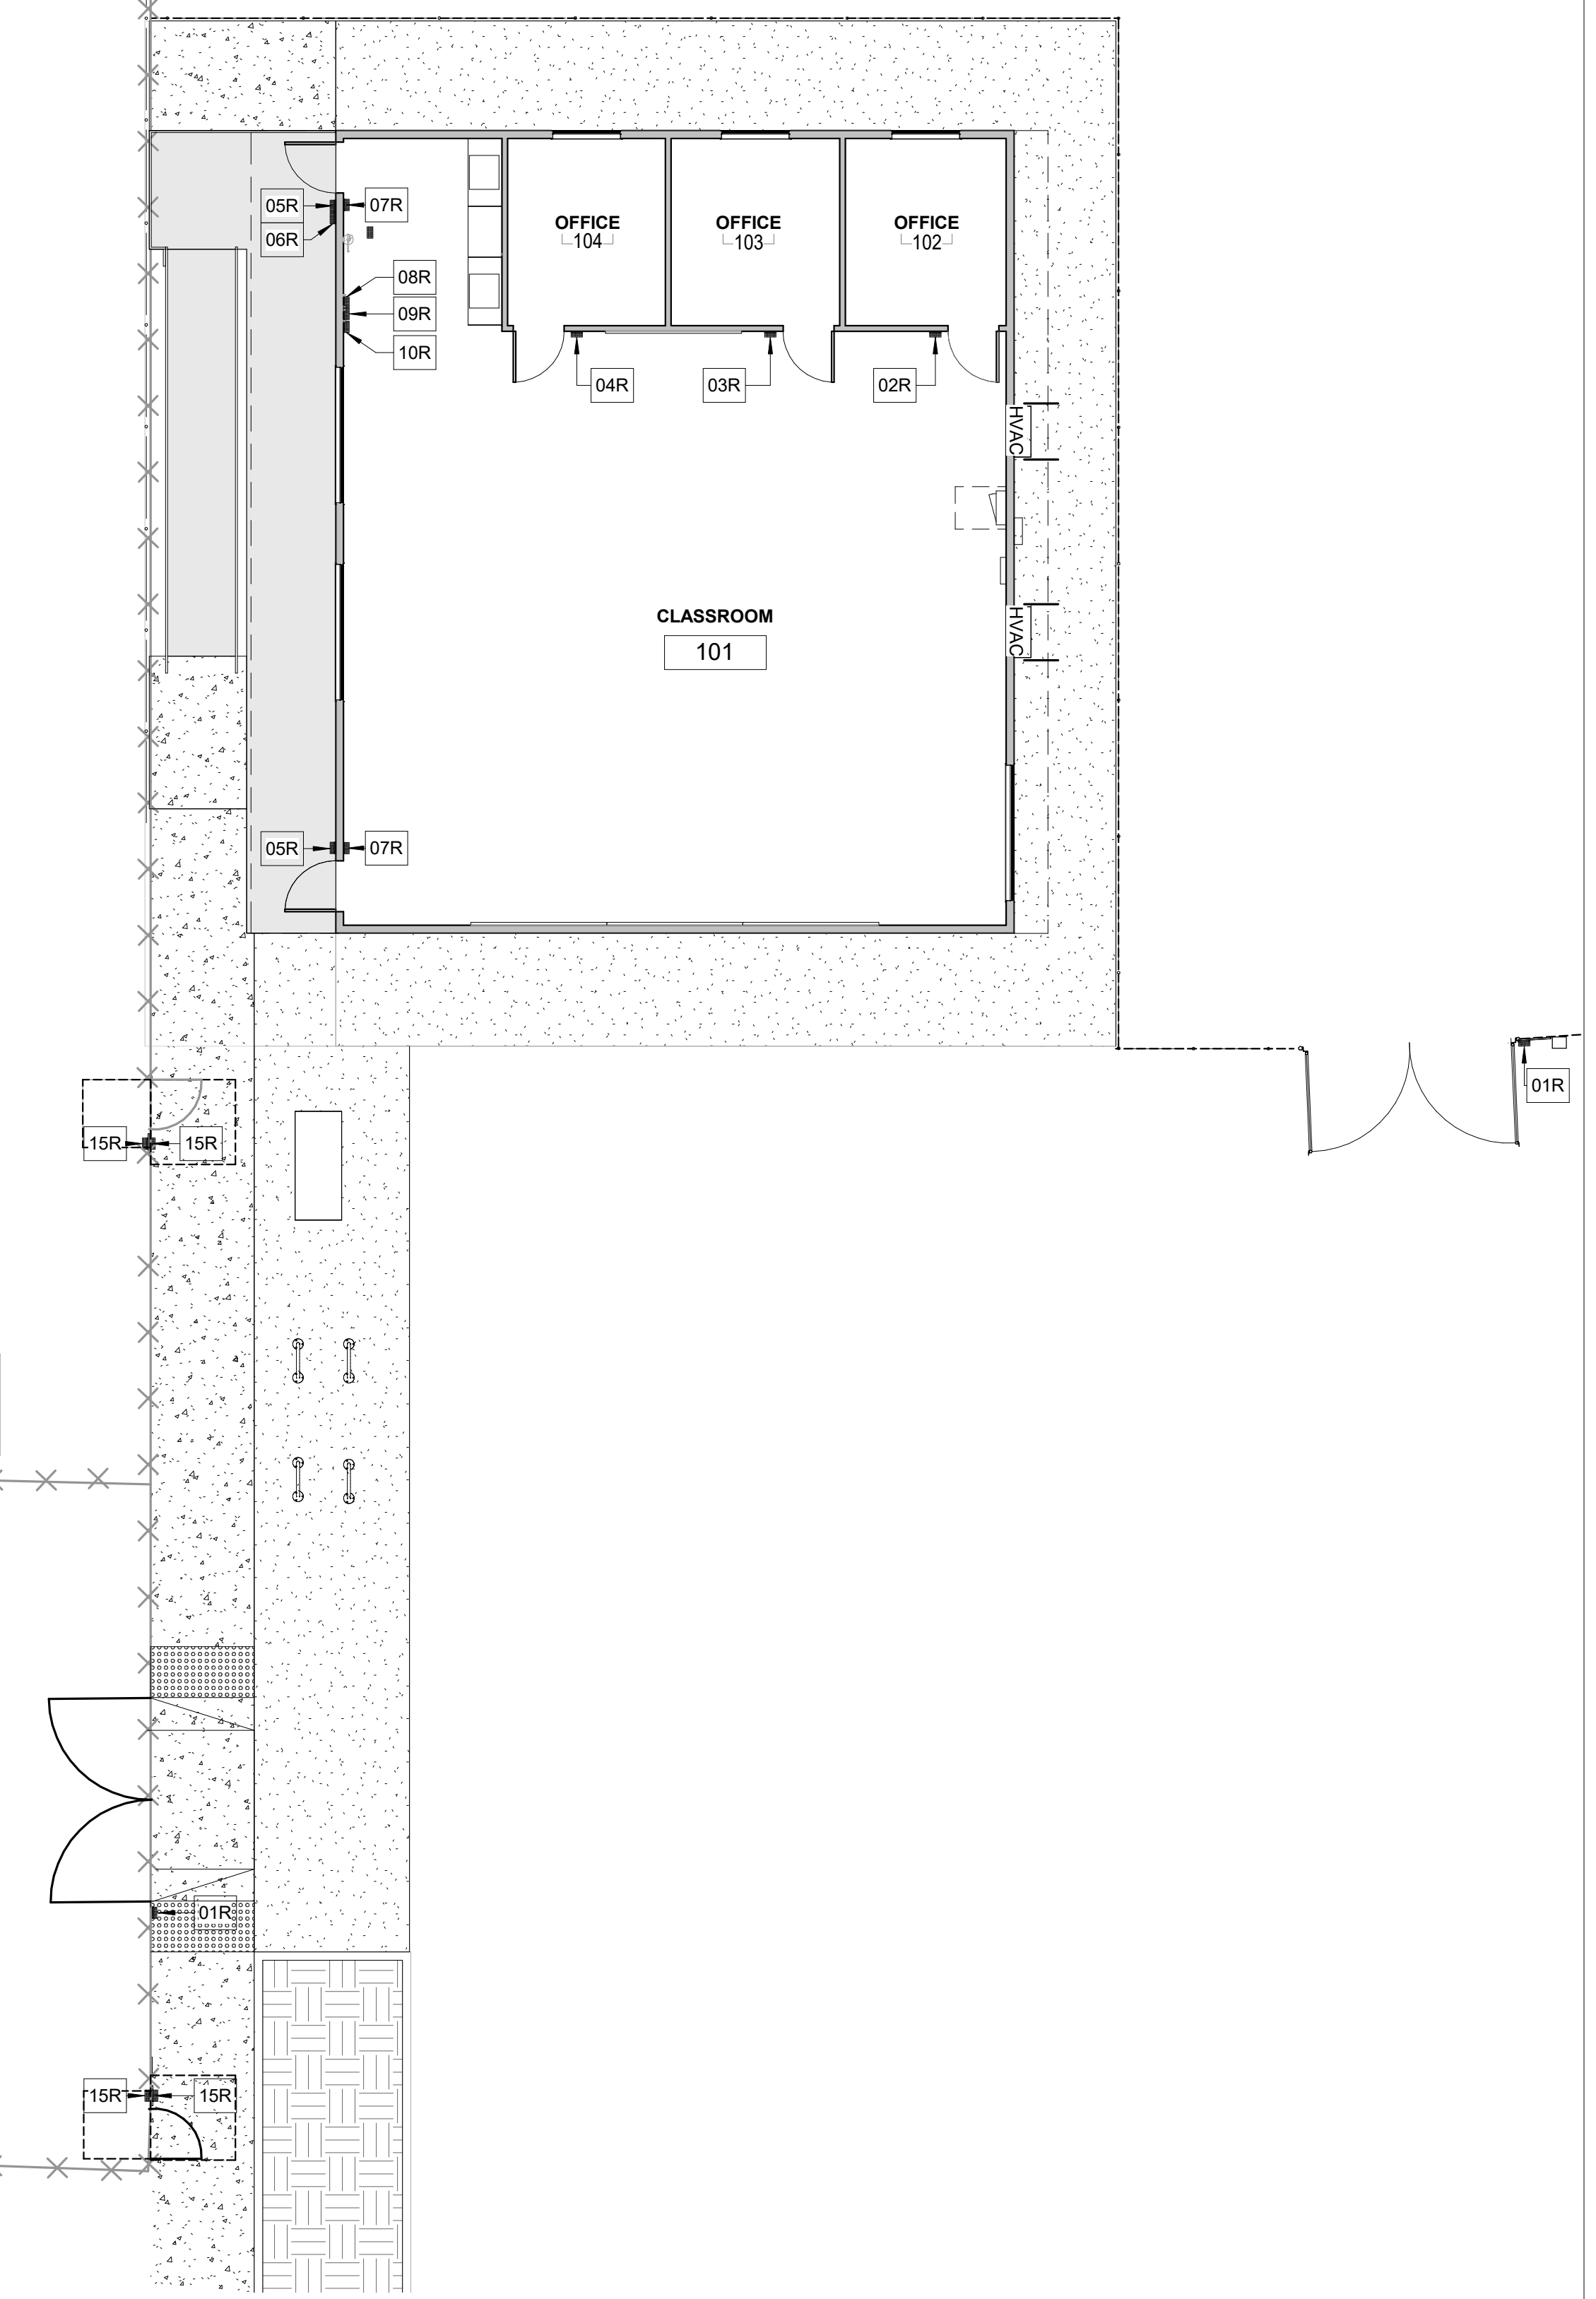 05R
07R
06R
OFFICE
104
OFFICE
103
OFFICE
102
08R
09R
10R
04R
03R
02R
HVAC
HVAC
CLASSROOM
101
05R
07R
01R
15R
15R
01R
15R
15R